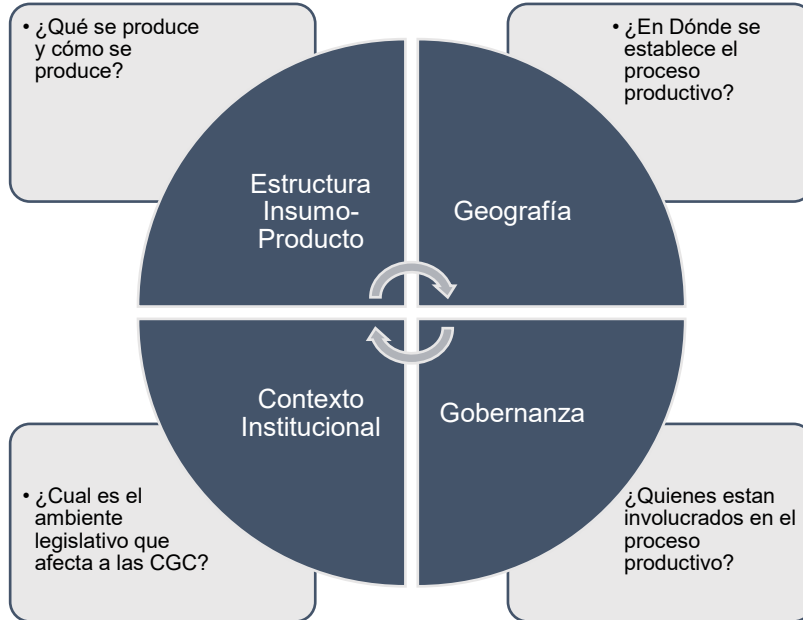 • ¿Qué se produce
y cómo se
produce?
• ¿En Dónde se
establece el
proceso
productivo?
Estructura
Insumo-
Producto
Geografía
Contexto
Institucional
Gobernanza
• ¿Cual es el
ambiente
legislativo que
afecta a las CGC?
¿Quienes estan
involucrados en el
proceso
productivo?